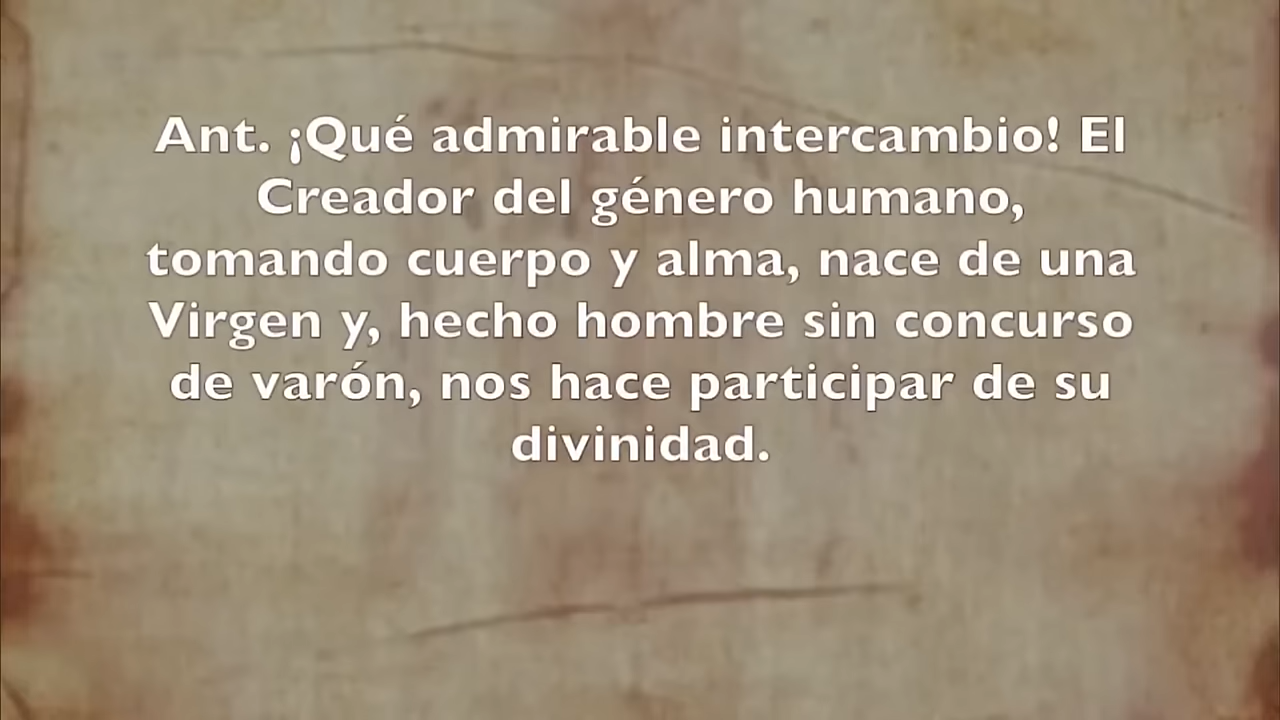 Ant. ¡Qué admirable intercambio! El
Creador del género humano,
tomando cuerpo y alma, nace de una
Virgen y, hecho hombre sin concurso
de varón, nos hace participar de su
divinidad.